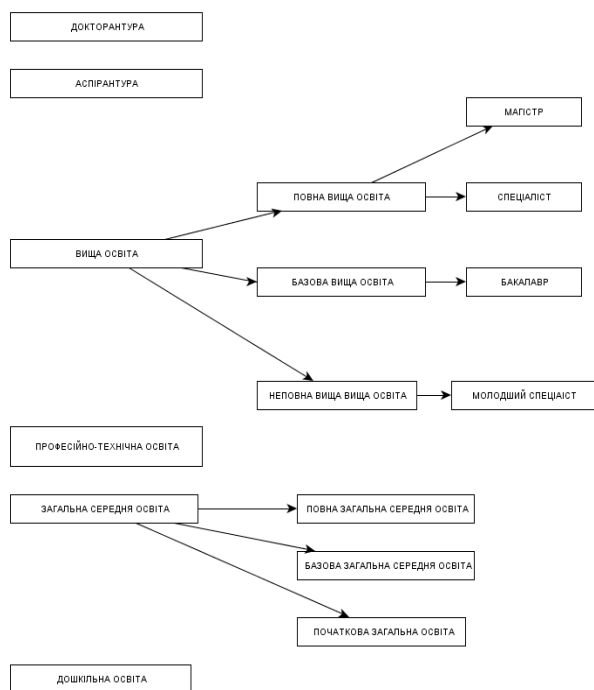 ДОКТОРАНТУРА
АСПІРАНТУРА
МАГІСТР
ПОВНА ВИЩА ОСВІТА
СПЕЦІАЛІСТ
ВИЩА ОСВІТА
БАЗОВА ВИЩА ОСВІТА
БАКАЛАВР
НЕПОВНА ВИЩА ВИЩА ОСВІТА
МОЛОДШИЙ СПЕЦІАІСТ
ПРОФЕСІЙНО-ТЕХНІЧНА ОСВІТА
ЗАГАЛЬНА СЕРЕДНЯ ОСВІТА
ПОВНА ЗАГАЛЬНА СЕРЕДНЯ ОСВІТА
БАЗОВА ЗАГАЛЬНА СЕРЕДНЯ ОСВІТА
ПОЧАТКОВА ЗАГАЛЬНА ОСВІТА
ДОШКІЛЬНА ОСВІТА